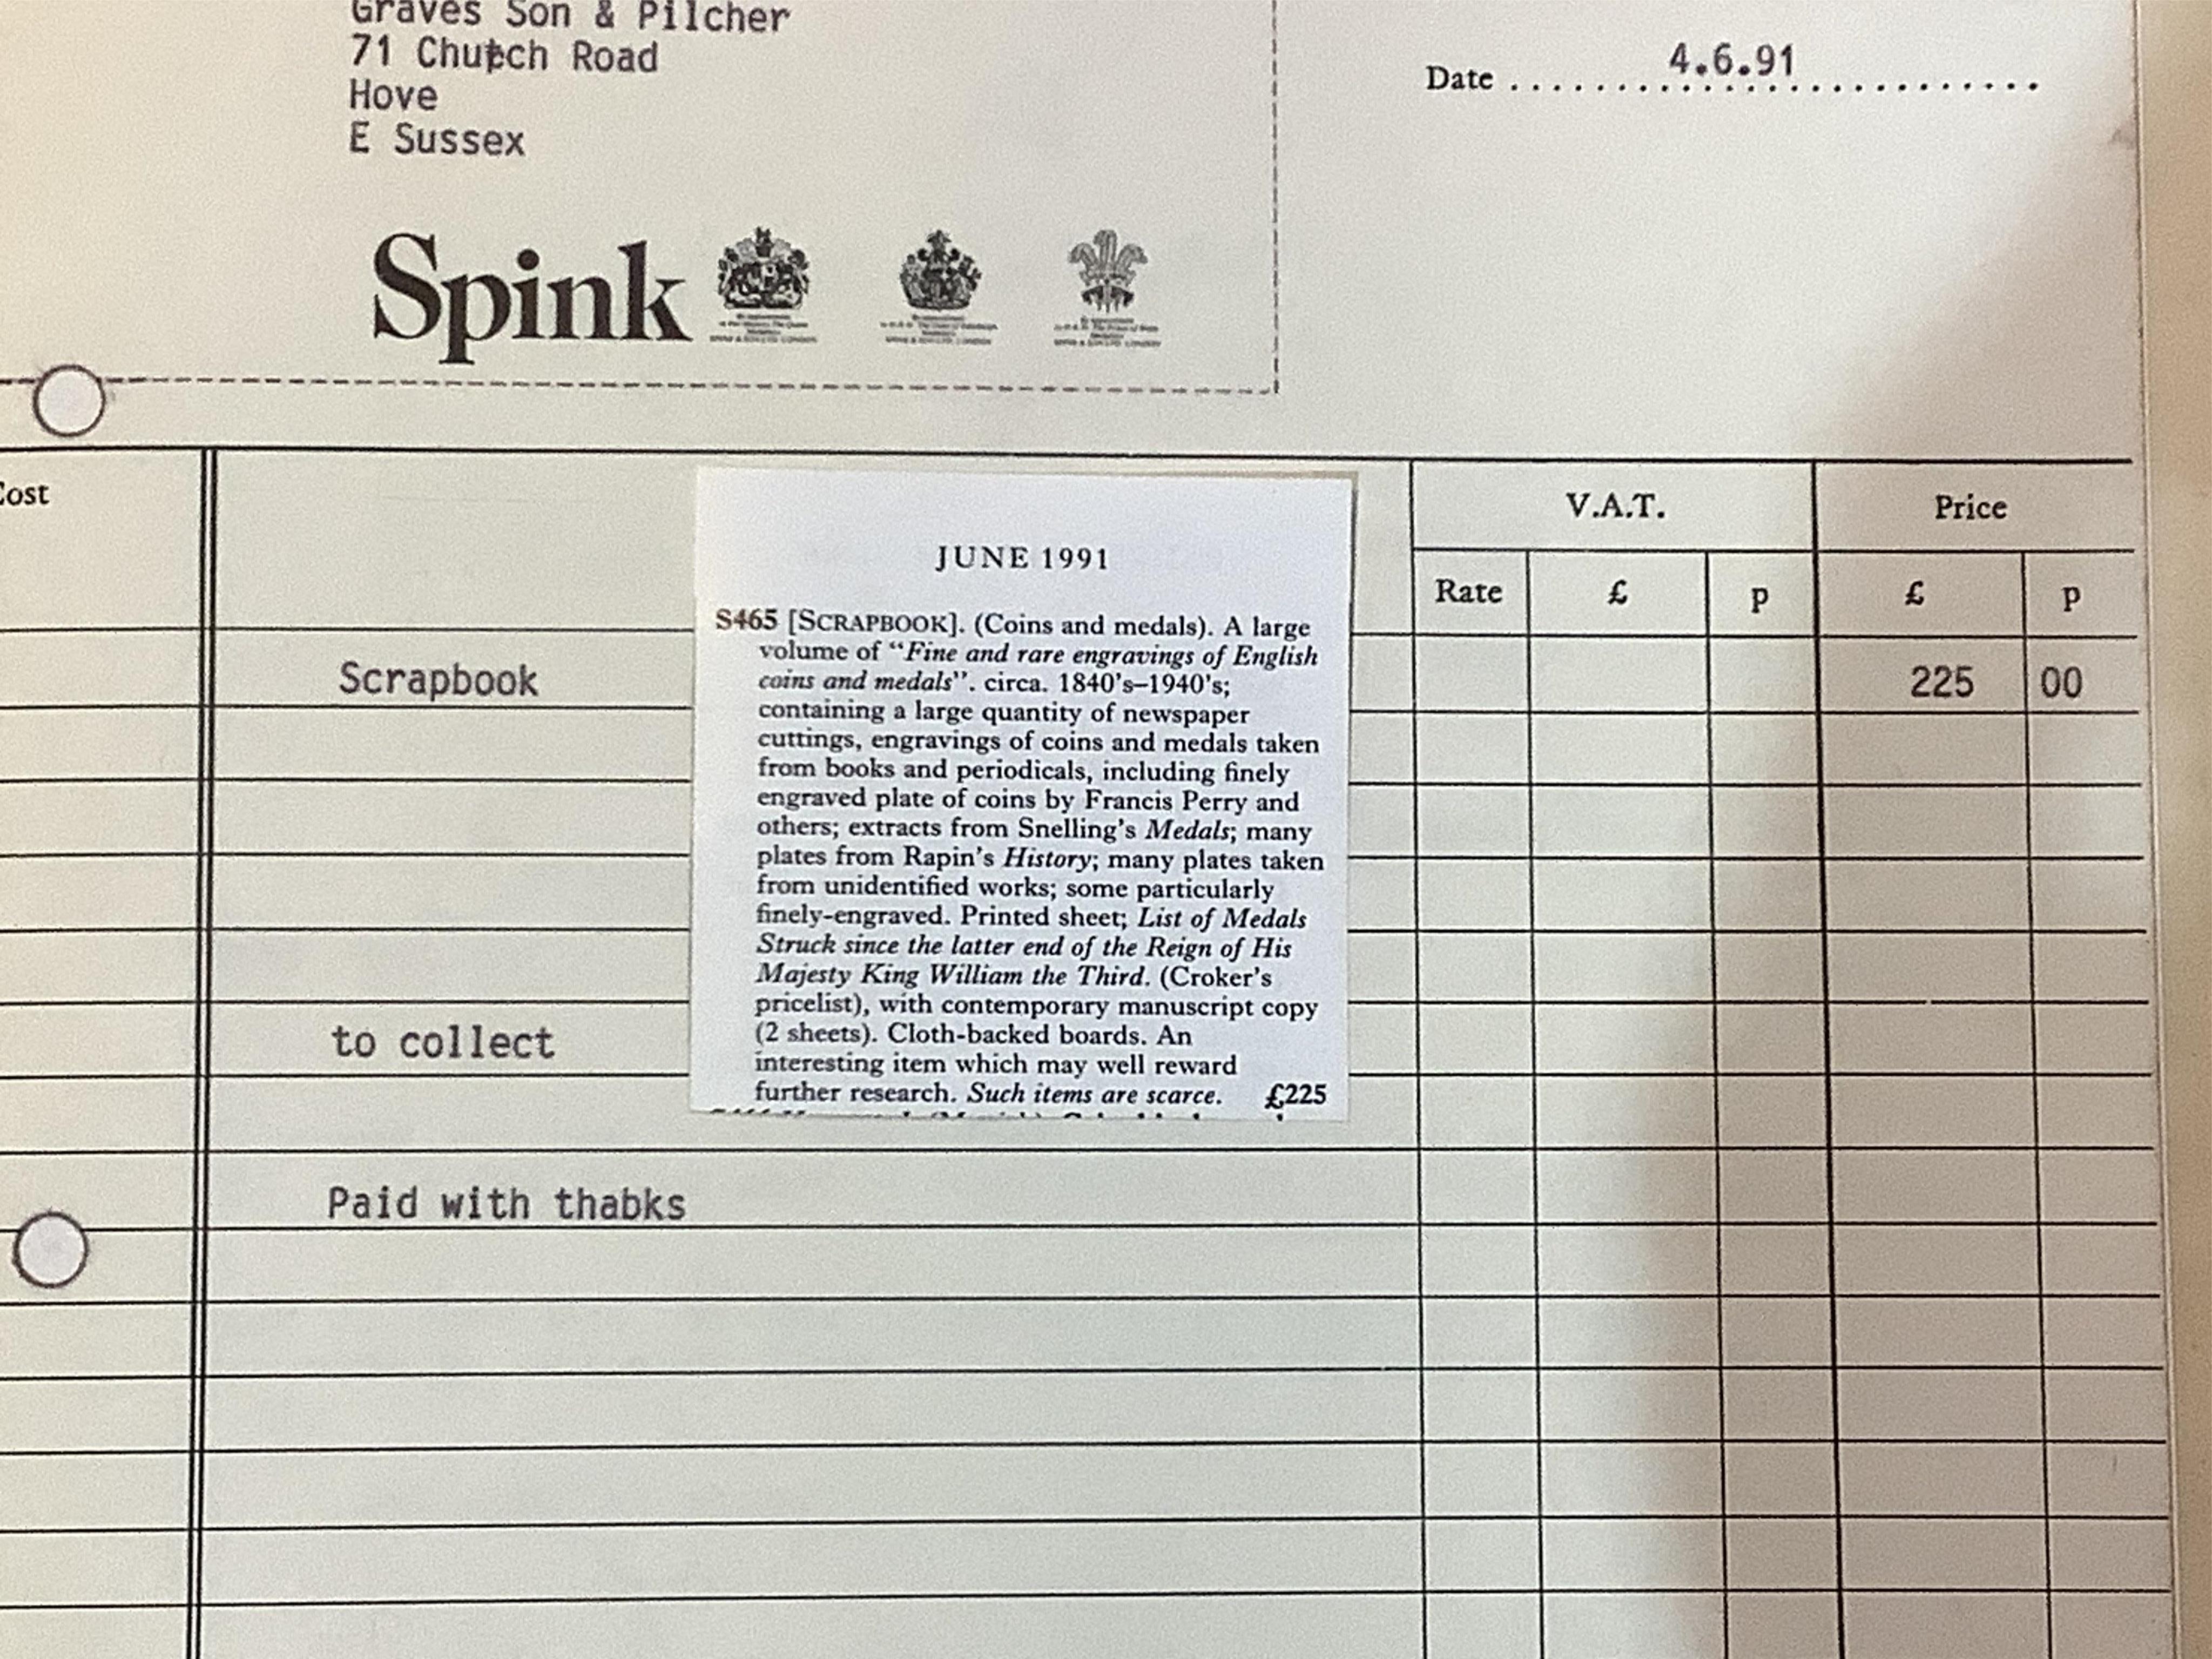 Graves Son & Pilcher
71 Chutch Road
Hove
E Sussex
Date
4.6.91
Spink
Cost
V.A.T.
Price
Rate
£
p
£
p
JUNE 1991
S465 [SCRAPBOOK]. (Coins and medals). A large
volume of “Fine and rare engravings of English
coins and medals”. circa. 1840's–1940's;
containing a large quantity of newspaper
cuttings, engravings of coins and medals taken
from books and periodicals, including finely
engraved plate of coins by Francis Perry and
others; extracts from Snelling's Medals; many
plates from Rapin's History; many plates taken
from unidentified works; some particularly
finely-engraved. Printed sheet; List of Medals
Struck since the latter end of the Reign of His
Majesty King William the Third. (Croker's
pricelist), with contemporary manuscript copy
(2 sheets). Cloth-backed boards. An
interesting item which may well reward
further research. Such items are scarce. £225
Scrapbook
225 00
to collect
Paid with thabks